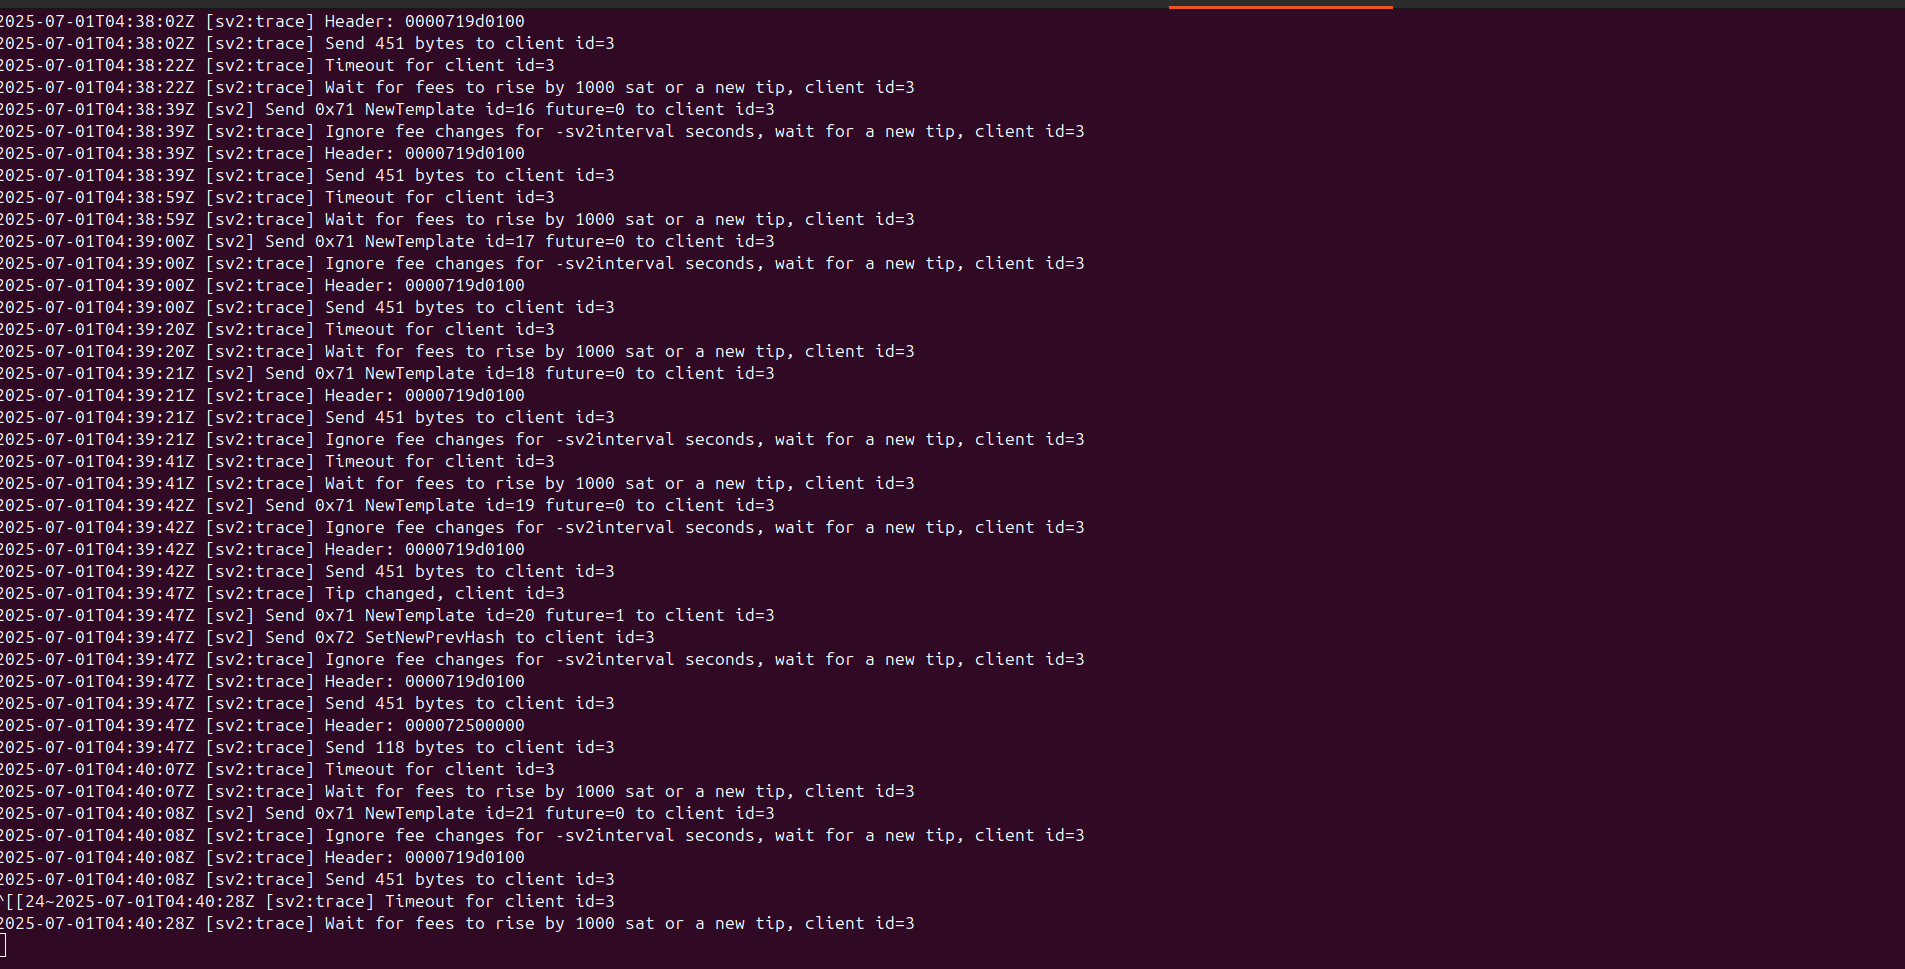 2025-07-01T04:38:02Z [sv2:trace] Header: 0000719d0100
2025-07-01T04:38:02Z [sv2:trace] Send 451 bytes to client id=3
2025-07-01T04:38:22Z [sv2:trace] Timeout for client id=3
2025-07-01T04:38:22Z [sv2:trace] Wait for fees to rise by 1000 sat or a new tip, client id=3
2025-07-01T04:38:39Z [sv2] Send 0x71 NewTemplate id=16 future=0 to client id=3
2025-07-01T04:38:39Z [sv2:trace] Ignore fee changes for -sv2interval seconds, wait for a new tip, client id=3
2025-07-01T04:38:39Z [sv2:trace] Header: 0000719d0100
2025-07-01T04:38:39Z [sv2:trace] Send 451 bytes to client id=3
2025-07-01T04:38:59Z [sv2:trace] Timeout for client id=3
2025-07-01T04:38:59Z [sv2:trace] Wait for fees to rise by 1000 sat or a new tip, client id=3
2025-07-01T04:39:00Z [sv2] Send 0x71 NewTemplate id=17 future=0 to client id=3
2025-07-01T04:39:00Z [sv2:trace] Ignore fee changes for -sv2interval seconds, wait for a new tip, client id=3
2025-07-01T04:39:00Z [sv2:trace] Header: 0000719d0100
2025-07-01T04:39:00Z [sv2:trace] Send 451 bytes to client id=3
2025-07-01T04:39:20Z [sv2:trace] Timeout for client id=3
2025-07-01T04:39:20Z [sv2:trace] Wait for fees to rise by 1000 sat or a new tip, client id=3
2025-07-01T04:39:21Z [sv2] Send 0x71 NewTemplate id=18 future=0 to client id=3
2025-07-01T04:39:21Z [sv2:trace] Header: 0000719d0100
2025-07-01T04:39:21Z [sv2:trace] Send 451 bytes to client id=3
2025-07-01T04:39:21Z [sv2:trace] Ignore fee changes for -sv2interval seconds, wait for a new tip, client id=3
2025-07-01T04:39:41Z [sv2:trace] Timeout for client id=3
2025-07-01T04:39:41Z [sv2:trace] Wait for fees to rise by 1000 sat or a new tip, client id=3
2025-07-01T04:39:42Z [sv2] Send 0x71 NewTemplate id=19 future=0 to client id=3
2025-07-01T04:39:42Z [sv2:trace] Ignore fee changes for -sv2interval seconds, wait for a new tip, client id=3
2025-07-01T04:39:42Z [sv2:trace] Header: 0000719d0100
2025-07-01T04:39:42Z [sv2:trace] Send 451 bytes to client id=3
2025-07-01T04:39:47Z [sv2:trace] Tip changed, client id=3
2025-07-01T04:39:47Z [sv2] Send 0x71 NewTemplate id=20 future=1 to client id=3
2025-07-01T04:39:47Z [sv2] Send 0x72 SetNewPrevHash to client id=3
2025-07-01T04:39:47Z [sv2:trace] Ignore fee changes for -sv2interval seconds, wait for a new tip, client id=3
2025-07-01T04:39:47Z [sv2:trace] Header: 0000719d0100
2025-07-01T04:39:47Z [sv2:trace] Send 451 bytes to client id=3
2025-07-01T04:39:47Z [sv2:trace] Header: 000072500000
2025-07-01T04:39:47Z [sv2:trace] Send 118 bytes to client id=3
2025-07-01T04:40:07Z [sv2:trace] Timeout for client id=3
2025-07-01T04:40:07Z [sv2:trace] Wait for fees to rise by 1000 sat or a new tip, client id=3
2025-07-01T04:40:08Z [sv2] Send 0x71 NewTemplate id=21 future=0 to client id=3
2025-07-01T04:40:08Z [sv2:trace] Ignore fee changes for -sv2interval seconds, wait for a new tip, client id=3
2025-07-01T04:40:08Z [sv2:trace] Header: 0000719d0100
2025-07-01T04:40:08Z [sv2:trace] Send 451 bytes to client id=3
^[[24~2025-07-01T04:40:28Z [sv2:trace] Timeout for client id=3
2025-07-01T04:40:28Z [sv2:trace] Wait for fees to rise by 1000 sat or a new tip, client id=3